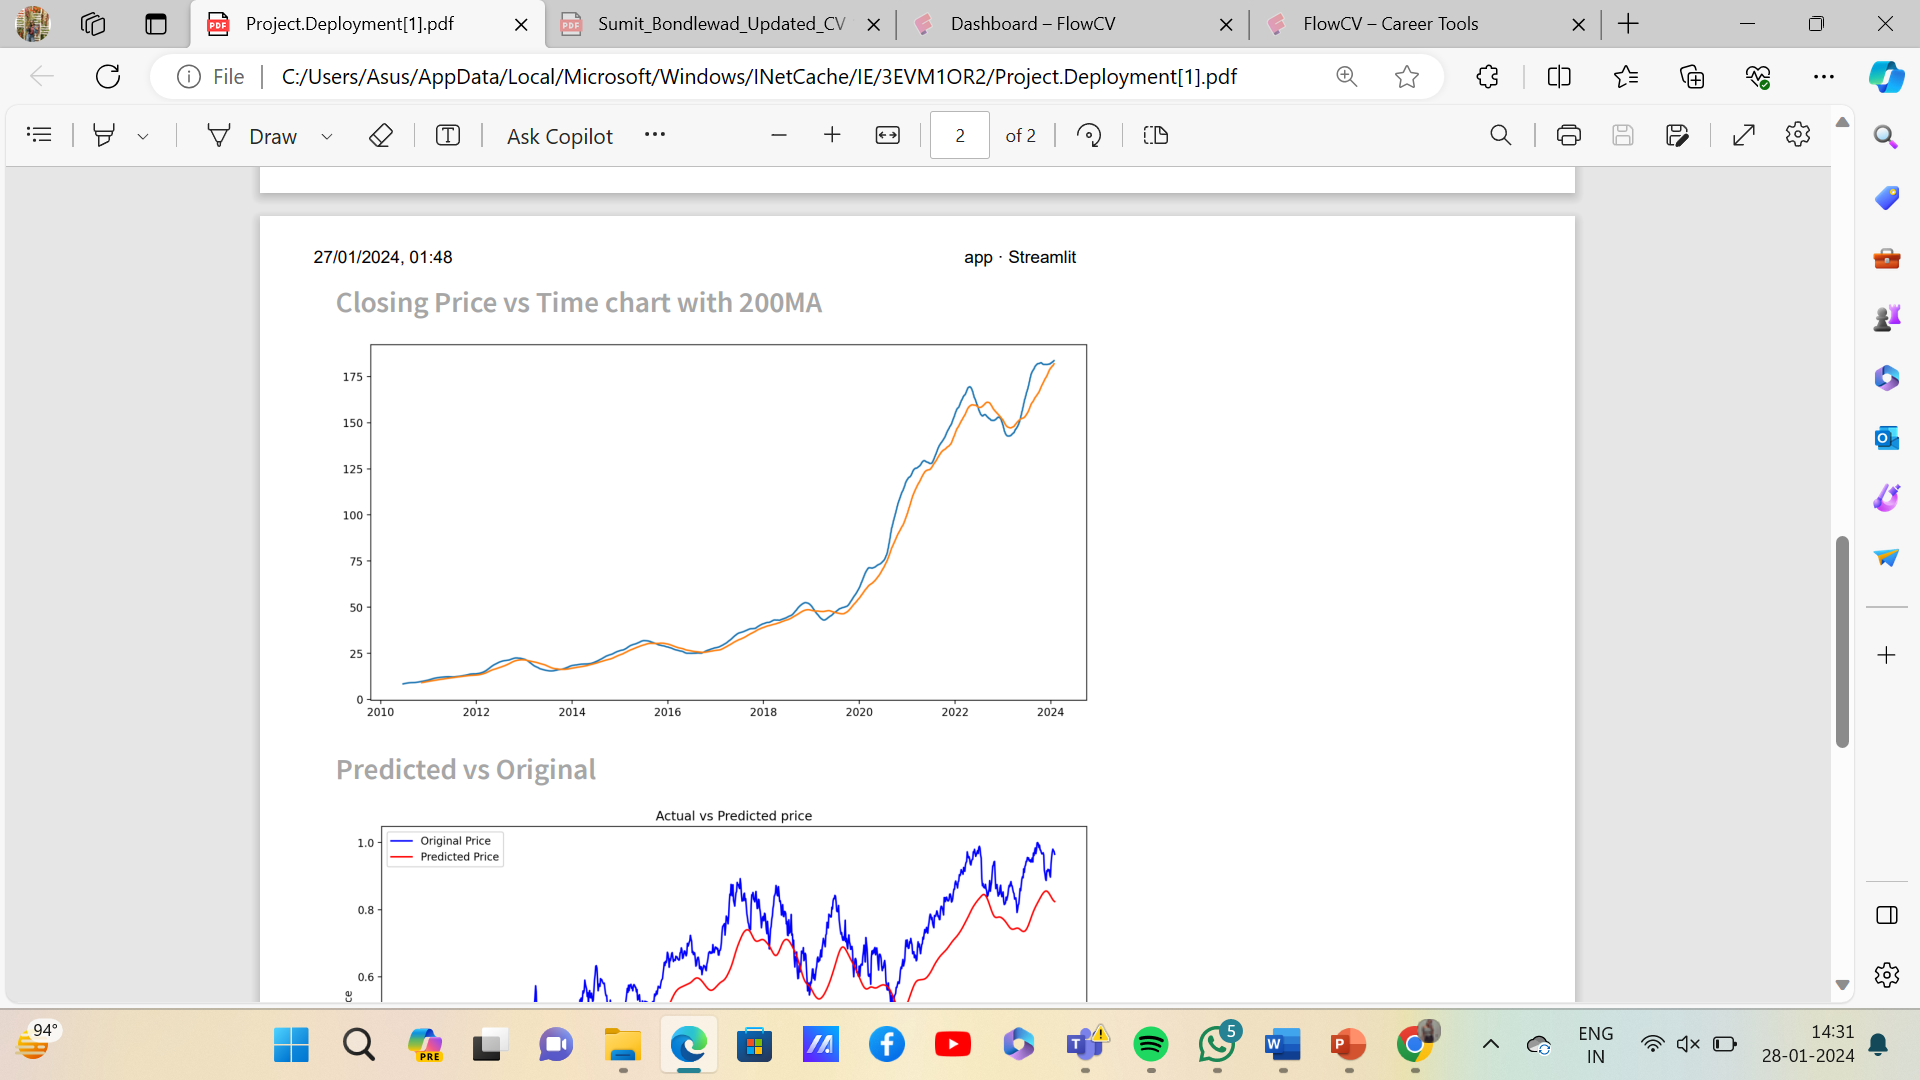 Project.Deployment[1].pdf
Sumit_Bondlewad_Updated_CV
Dashboard – FlowCV
FlowCV – Career Tools
File
C:/Users/Asus/AppData/Local/Microsoft/Windows/INetCache/IE/3EVM1OR2/Project.Deployment[1].pdf
Draw
Ask Copilot
2
of 2
27/01/2024, 01:48
app · Streamlit
Closing Price vs Time chart with 200MA
175
150
125
100
75
50
25
0
2010 2012 2014 2016 2018 2020 2022 2024
Predicted vs Original
Actual vs Predicted price
1.0
Original Price
Predicted Price
0.8
0.6
94°
PRE
5
ENG
IN
14:31
28-01-2024